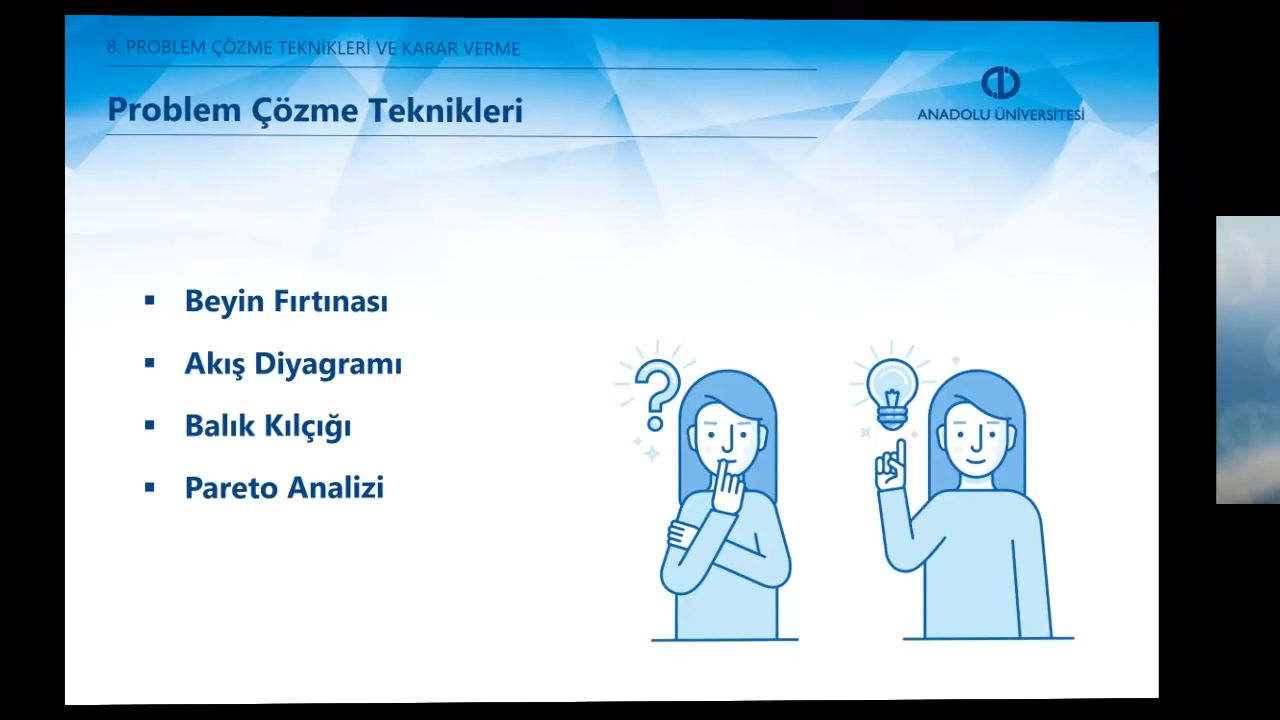 8: PROBLEM ÇÖZME TEKNİKLERİ VE KARAR VERME
Problem Çözme Teknikleri
ANADOLU ÜNİVERSİTESİ
▪ Beyin Fırtınası
▪ Akış Diyagramı
▪ Balık Kılçığı
▪ Pareto Analizi